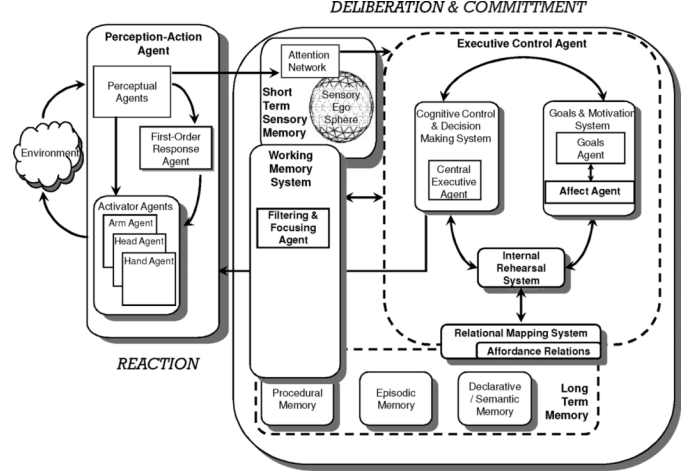 DELIBERATION & COMMITTMENT
Perception-Action
Agent
Perceptual
Agents
First-Order
Response
Agent
Environment
Activator Agents
Arm Agent
Head Agent
Hand Agent
REACTION
Attention
Network
Short
Term
Sensory
Memory
Sensory
Ego
Sphere
Working
Memory
System
Filtering &
Focusing
Agent
Executive Control Agent
Cognitive Control
& Decision
Making System
Central
Executive
Agent
Goals & Motivation
System
Goals
Agent
Affect Agent
Internal
Rehearsal
System
Relational Mapping System
Affordance Relations
Procedural
Memory
Episodic
Memory
Declarative
/ Semantic
Memory
Long
Term
Memory